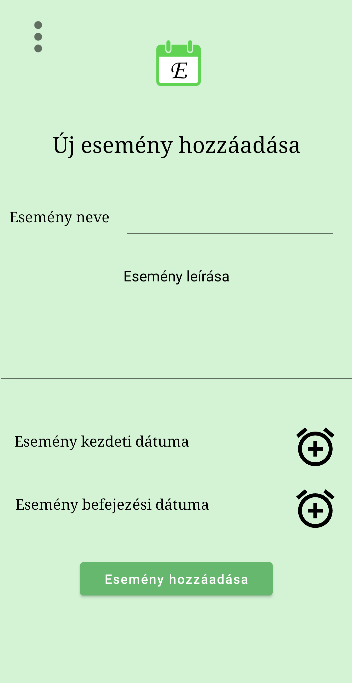 E
Új esemény hozzáadása
Esemény neve
Esemény leírása
Esemény kezdeti dátuma
Esemény befejezési dátuma
Esemény hozzáadása